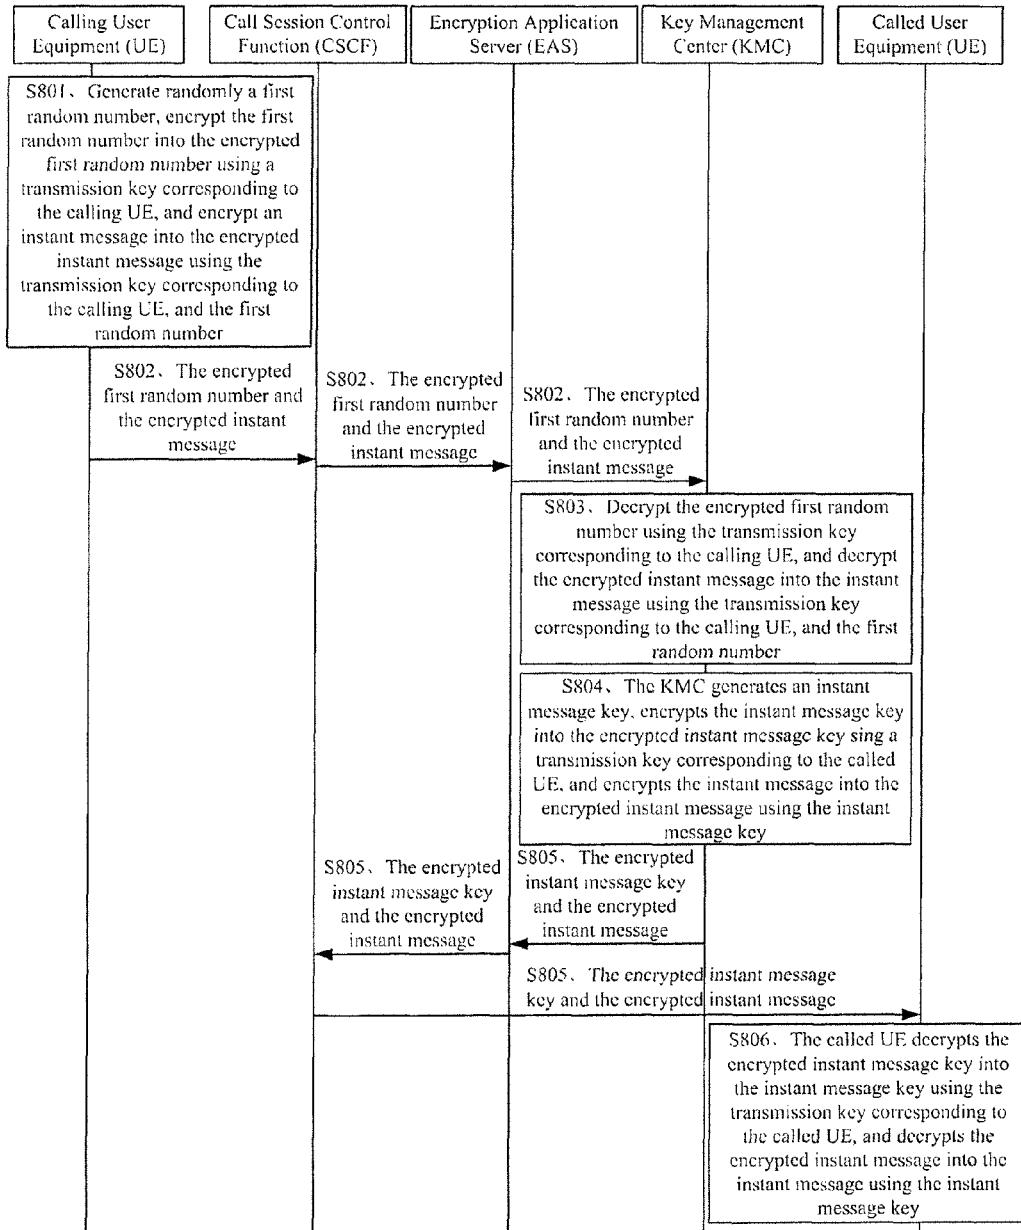 Calling User
Equipment (UE)
Call Session Control
Function (CSCF)
Encryption Application
Server (EAS)
Key Management
Center (KMC)
Called User
Equipment (UE)
S801、Generate randomly a first
random number, encrypt the first
random number into the encrypted
first random number using a
transmission key corresponding to
the calling UE, and encrypt an
instant message into the encrypted
instant message using the
transmission key corresponding to
the calling UE, and the first
random number
S802、The encrypted
first random number and
the encrypted instant
message
S802、The encrypted
first random number
and the encrypted
instant message
S802、The encrypted
first random number
and the encrypted
instant message
S803、Decrypt the encrypted first random
number using the transmission key
corresponding to the calling UE, and decrypt
the encrypted instant message into the instant
message using the transmission key
corresponding to the calling UE, and the first
random number
S804、The KMC generates an instant
message key, encrypts the instant message key
into the encrypted instant message key sing a
transmission key corresponding to the called
UE, and encrypts the instant message into the
encrypted instant message using the instant
message key
S805、The encrypted
instant message key
and the encrypted
instant message
S805、The encrypted
instant message key
and the encrypted
instant message
S805、The encrypted instant message
key and the encrypted instant message
S806、The called UE decrypts the
encrypted instant message key into
the instant message key using the
transmission key corresponding to
the called UE, and decrypts the
encrypted instant message into the
instant message using the instant
message key